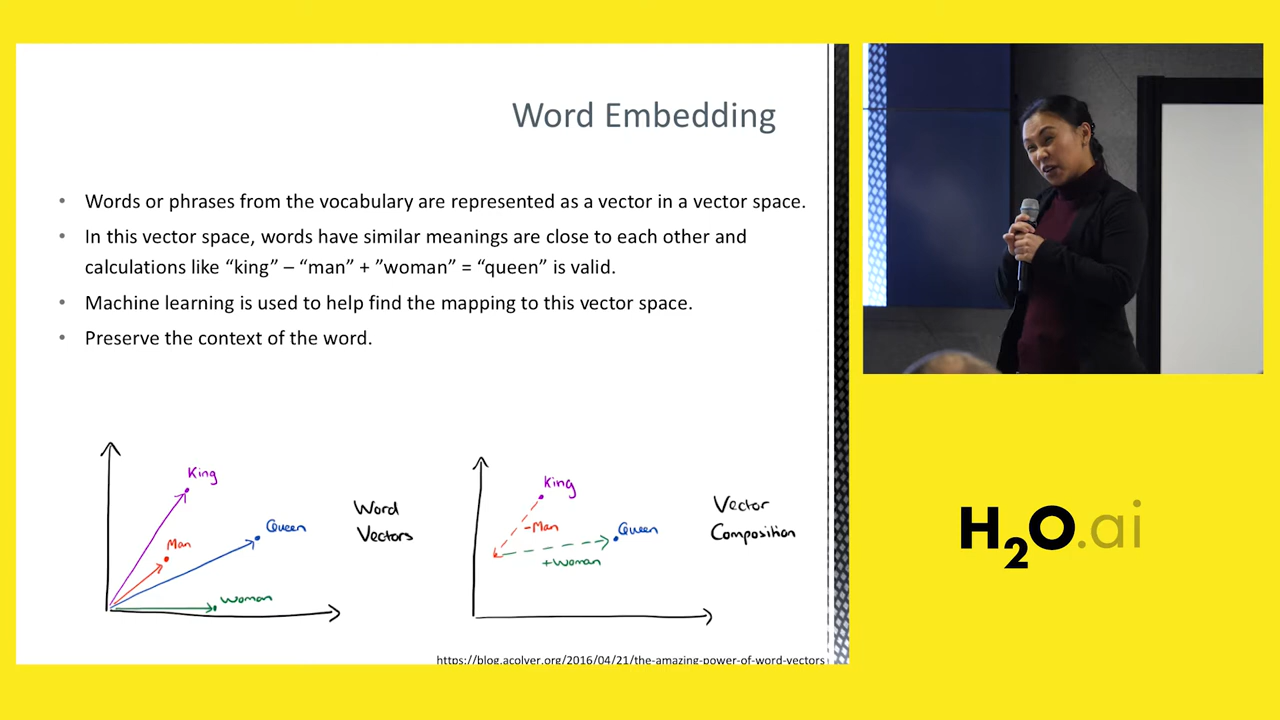 Word Embedding
• Words or phrases from the vocabulary are represented as a vector in a vector space.
• In this vector space, words have similar meanings are close to each other and
calculations like “king” – “man” + ”woman” = “queen” is valid.
• Machine learning is used to help find the mapping to this vector space.
• Preserve the context of the word.
King
Man
Queen
Woman
Word
Vectors
King
-Man
Queen
+Woman
Vector
Composition
https://blog.acolyer.org/2016/04/21/the-amazing-power-of-word-vectors
H2O.ai